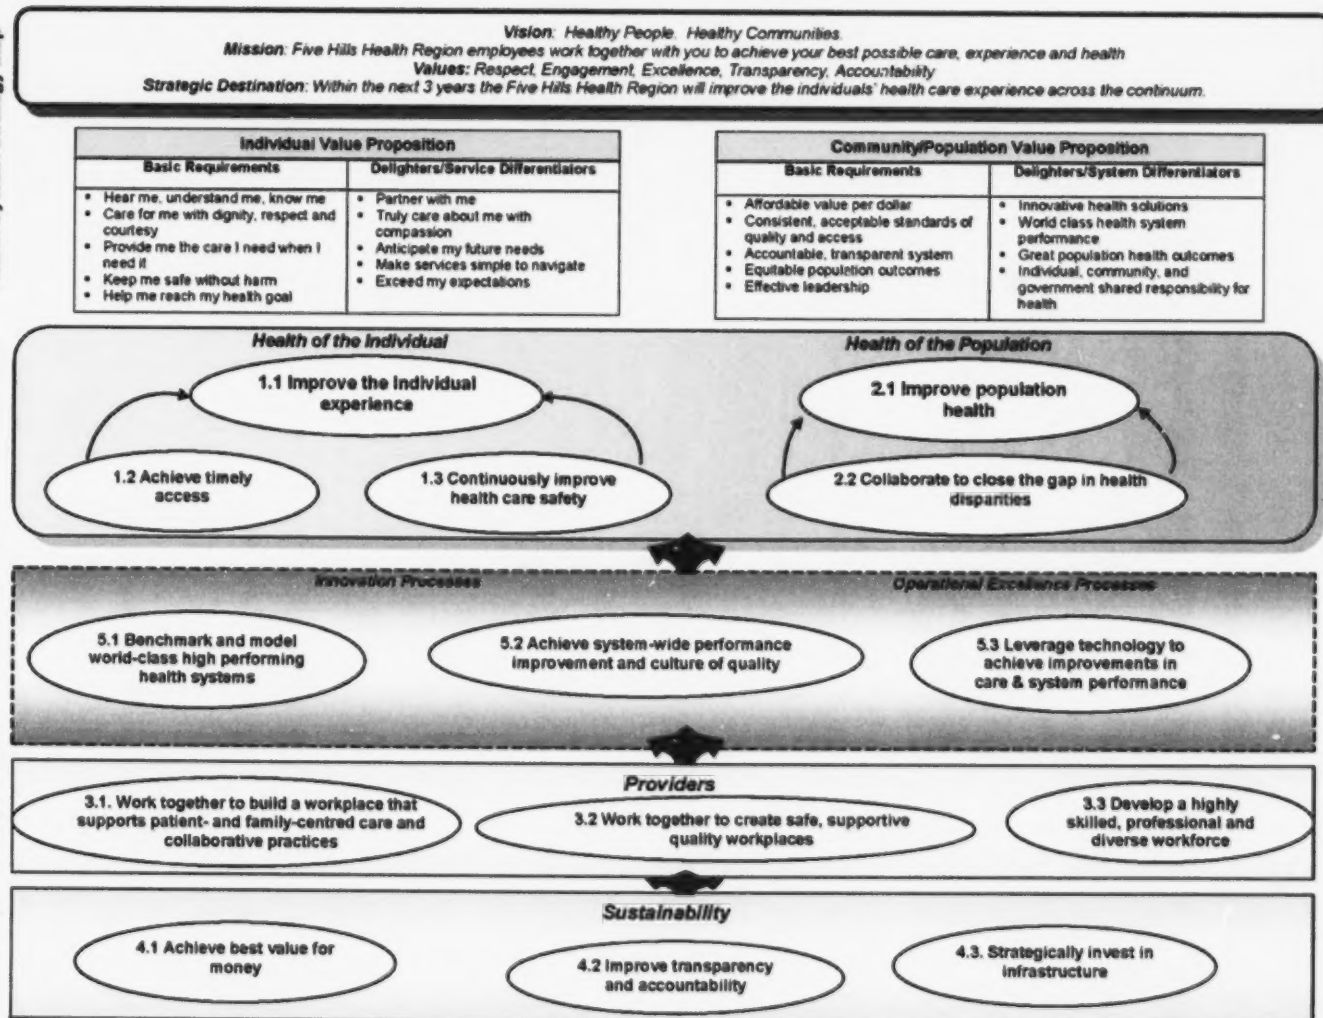 Vision: Healthy People. Healthy Communities.
Mission: Five Hills Health Region employees work together with you to achieve your best possible care, experience and health
Values: Respect, Engagement, Excellence, Transparency, Accountability
Strategic Destination: Within the next 3 years the Five Hills Health Region will improve the individuals' health care experience across the continuum.
Individual Value Proposition
Basic Requirements
• Hear me, understand me, know me
• Care for me with dignity, respect and
courtesy
• Provide me the care I need when I
need it
• Keep me safe without harm
• Help me reach my health goal
Delighters/Service Differentiators
• Partner with me
• Truly care about me with
compassion
• Anticipate my future needs
• Make services simple to navigate
• Exceed my expectations
Community/Population Value Proposition
Basic Requirements
• Affordable value per dollar
• Consistent, acceptable standards of
quality and access
• Accountable, transparent system
• Equitable population outcomes
• Effective leadership
Delighters/System Differentiators
• Innovative health solutions
• World class health system
performance
• Great population health outcomes
• Individual, community, and
government shared responsibility for
health
Health of the Individual
1.1 Improve the Individual
experience
1.2 Achieve timely
access
1.3 Continuously improve
health care safety
Health of the Population
2.1 Improve population
health
2.2 Collaborate to close the gap in health
disparities
Innovation Processes
Operational Excellence Processes
5.1 Benchmark and model
world-class high performing
health systems
5.2 Achieve system-wide performance
improvement and culture of quality
5.3 Leverage technology to
achieve improvements in
care & system performance
Providers
3.1. Work together to build a workplace that
supports patient- and family-centred care and
collaborative practices
3.2 Work together to create safe, supportive
quality workplaces
3.3 Develop a highly
skilled, professional and
diverse workforce
Sustainability
4.1 Achieve best value for
money
4.2 Improve transparency
and accountability
4.3. Strategically invest in
infrastructure